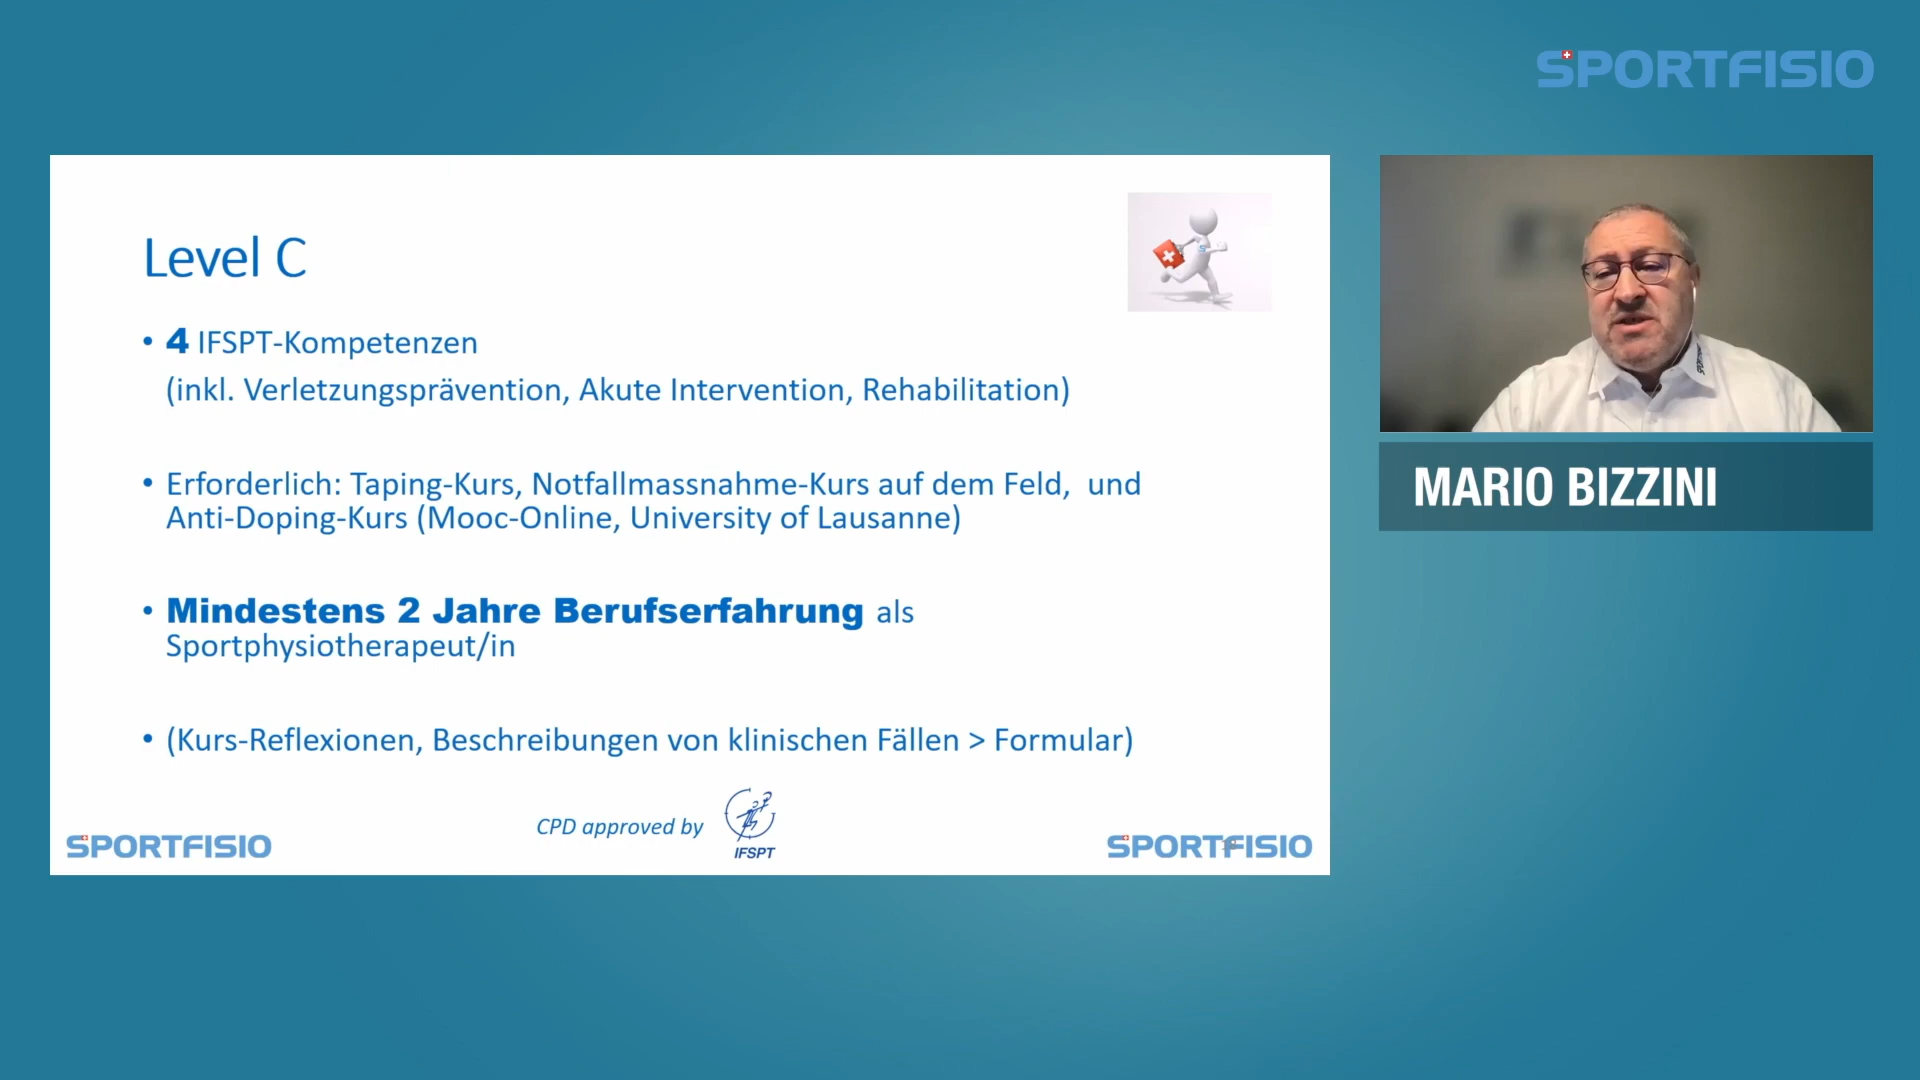 SPORTFISIO
Level C
• 4 IFSPT-Kompetenzen
(inkl. Verletzungsprävention, Akute Intervention, Rehabilitation)
• Erforderlich: Taping-Kurs, Notfallmassnahme-Kurs auf dem Feld, und
Anti-Doping-Kurs (Mooc-Online, University of Lausanne)
• Mindestens 2 Jahre Berufserfahrung als
Sportphysiotherapeut/in
• (Kurs-Reflexionen, Beschreibungen von klinischen Fällen > Formular)
CPD approved by
IFSPT
SPORTFISIO
SPORTFISIO
MARIO BIZZINI